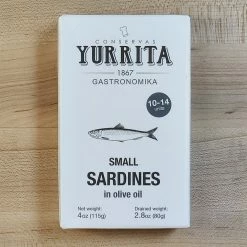 CONSERVAS
YURRITA
1867
GASTRONOMIKA
10-14
SMALL
SARDINES
in olive oil
Net weight: Drained weight:
4oz (115g) 2.8oz (80g)